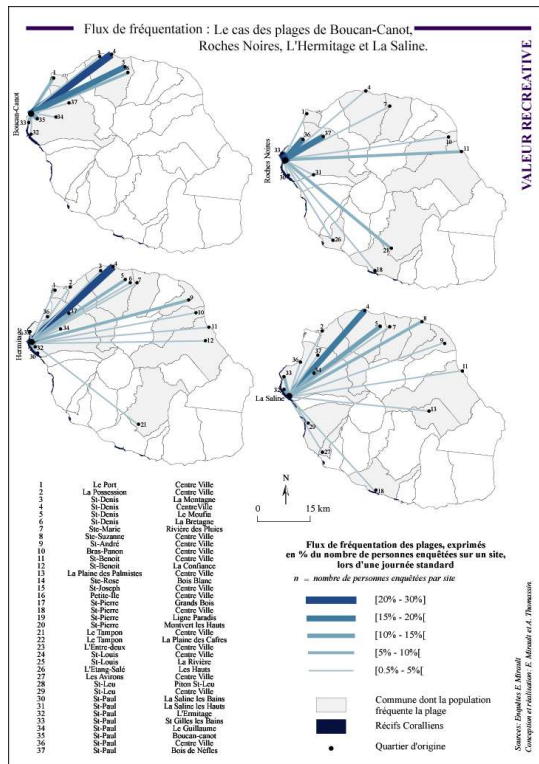 Flux de fréquentation : Le cas des plages de Boucan-Canot,
Roches Noires, L'Hermitage et La Saline.
VALEUR RECREATIVE
Boucan-Canot
Roches Noires
Hermitage
La Saline
N
0 15 km
1 Le Port Centre Ville
2 La Possession Centre Ville
3 St-Denis La Montagne
4 St-Denis CentreVille
5 St-Denis Le Moufia
6 St-Denis La Bretagne
7 Ste-Marie Rivière des Pluies
8 Ste-Suzanne Centre Ville
9 St-André Centre Ville
10 Bras-Panon Centre Ville
11 St-Benoit Centre Ville
12 St-Benoit La Confiance
13 La Plaine des Palmistes Centre Ville
14 Ste-Rose Bois Blanc
15 St-Joseph Centre Ville
16 Petite-Ile Centre Ville
17 St-Pierre Grands Bois
18 St-Pierre Centre Ville
19 St-Pierre Ligne Paradis
20 St-Pierre Montvert les Hauts
21 Le Tampon Centre Ville
22 Le Tampon La Plaine des Cafres
23 L'Entre-deux Centre Ville
24 St-Louis Centre Ville
25 St-Louis La Rivière
26 L'Etang-Salé Les Hauts
27 Les Avirons Centre Ville
28 St-Leu Piton St-Leu
29 St-Leu Centre Ville
30 St-Paul La Saline les Bains
31 St-Paul La Saline les Hauts
32 St-Paul L'Ermitage
33 St-Paul St Gilles les Bains
34 St-Paul Le Guillaume
35 St-Paul Boucan-canot
36 St-Paul Centre Ville
37 St-Paul Bois de Nèfles
Flux de fréquentation des plages, exprimés
en % du nombre de personnes enquêtées sur un site,
lors d'une journée standard
n = nombre de personnes enquêtées par site
[20% - 30%]
[15% - 20%[
[10% - 15%[
[5% - 10%[
[0.5% - 5%[
Commune dont la population
fréquente la plage
Récifs Coralliens
Quartier d'origine
Sources: Enquêtes E. Mirault
Conception et réalisation: E. Mirault et A. Thomassin.